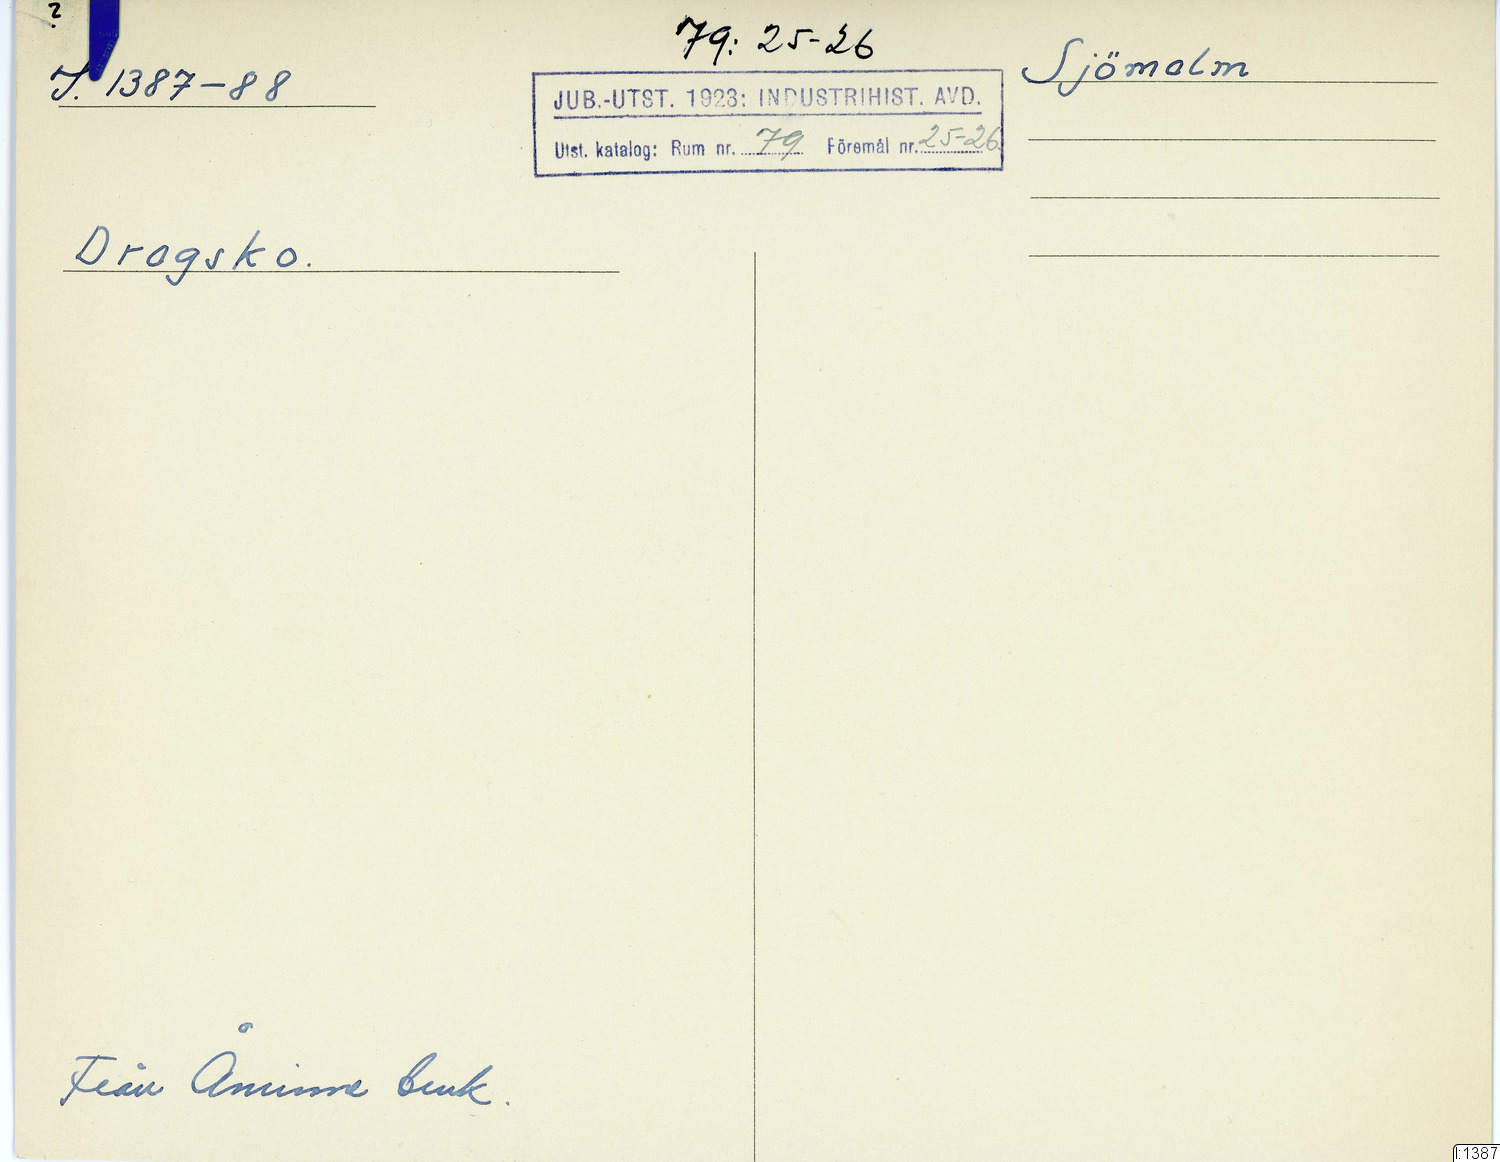 ?
79: 25-26
J. 1387-88
Sjömalm
JUB.-UTST. 1923: INDUSTRIHIST. AVD.
Utst. katalog: Rum nr. 79 Föremål nr. 25-26.
Dragsko.
Från Åminne bruk.
I:1387